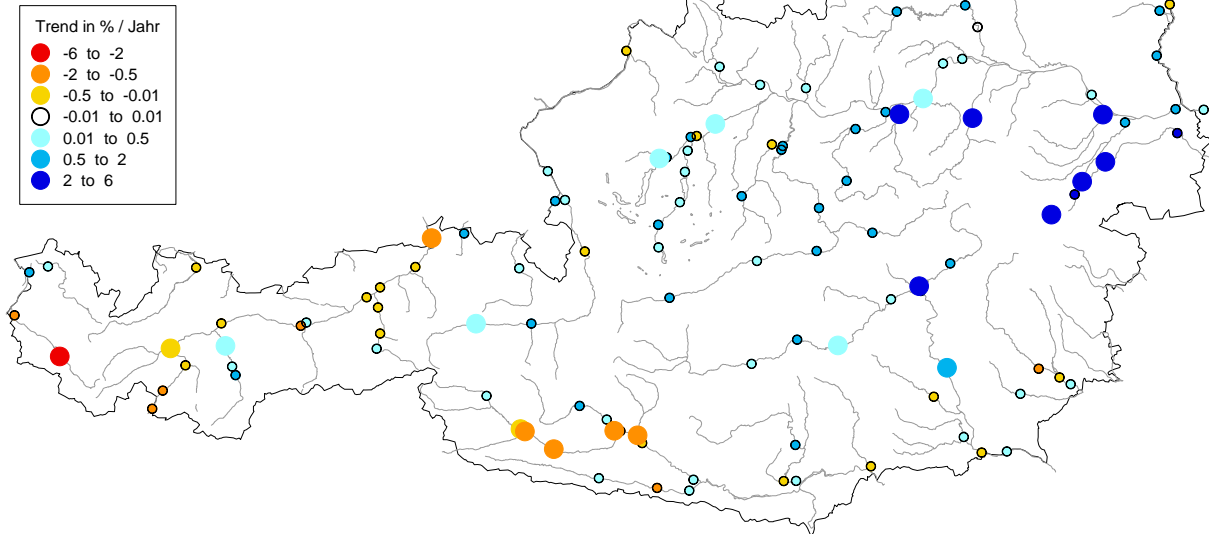 Trend in % / Jahr
-6 to -2
-2 to -0.5
-0.5 to -0.01
-0.01 to 0.01
0.01 to 0.5
0.5 to 2
2 to 6